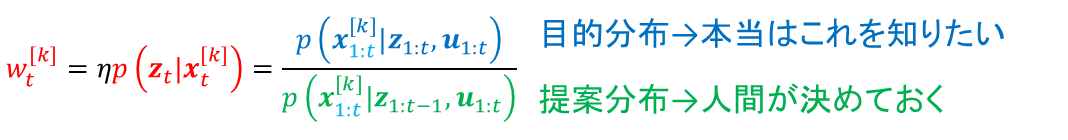 w_t^{[k]} = ηp(z_t|x_t^{[k]}) = \frac{p(x_{1:t}^{[k]}|z_{1:t}, u_{1:t})}{p(x_{1:t}^{[k]}|z_{1:t-1}, u_{1:t})}
目的分布→本当はこれを知りたい
提案分布→人間が決めておく